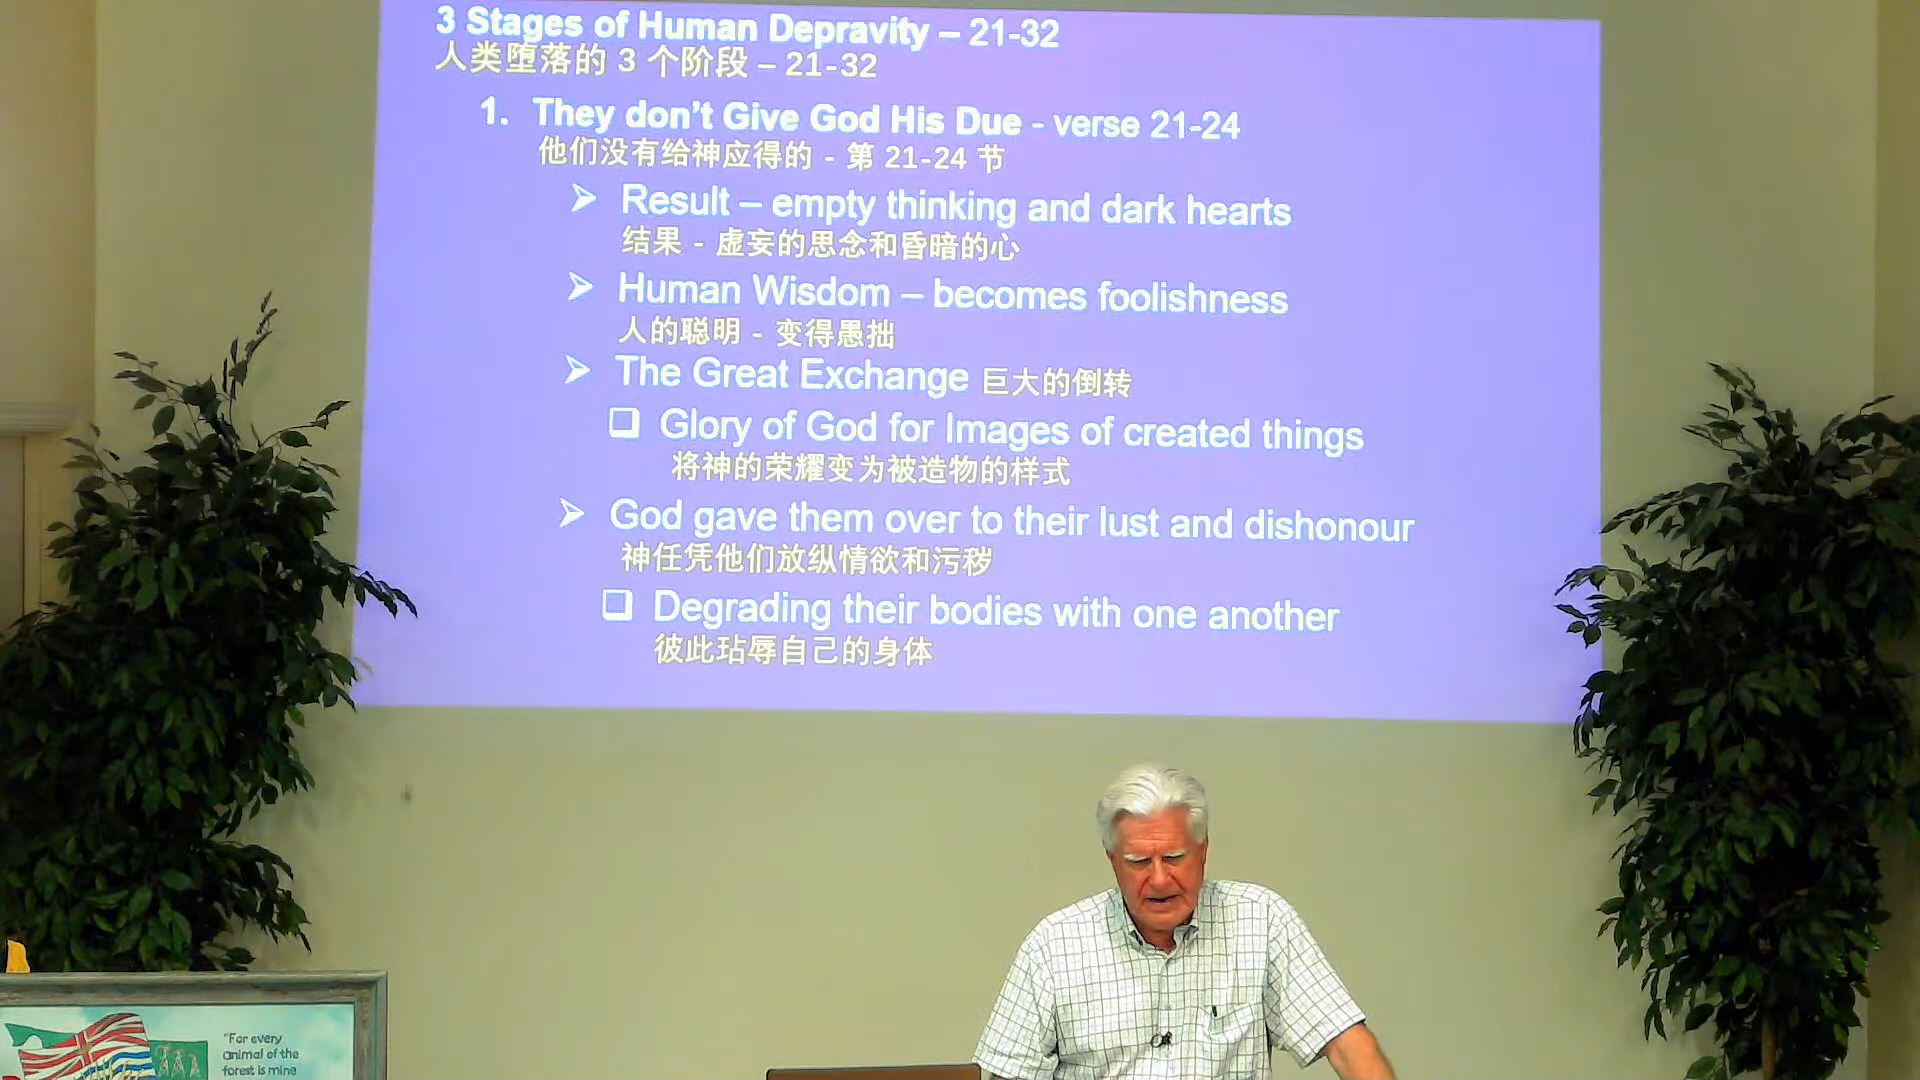 3 Stages of Human Depravity – 21-32
人类堕落的 3 个阶段 – 21-32
1. They don’t Give God His Due - verse 21-24
他们没有给神应得的 - 第 21-24 节
➢ Result – empty thinking and dark hearts
结果 - 虚妄的思念和昏暗的心
➢ Human Wisdom – becomes foolishness
人的聪明 - 变得愚拙
➢ The Great Exchange 巨大的倒转
❑ Glory of God for Images of created things
将神的荣耀变为被造物的样式
➢ God gave them over to their lust and dishonour
神任凭他们放纵情欲和污秽
❑ Degrading their bodies with one another
彼此玷辱自己的身体
"For every
animal of the
forest is mine